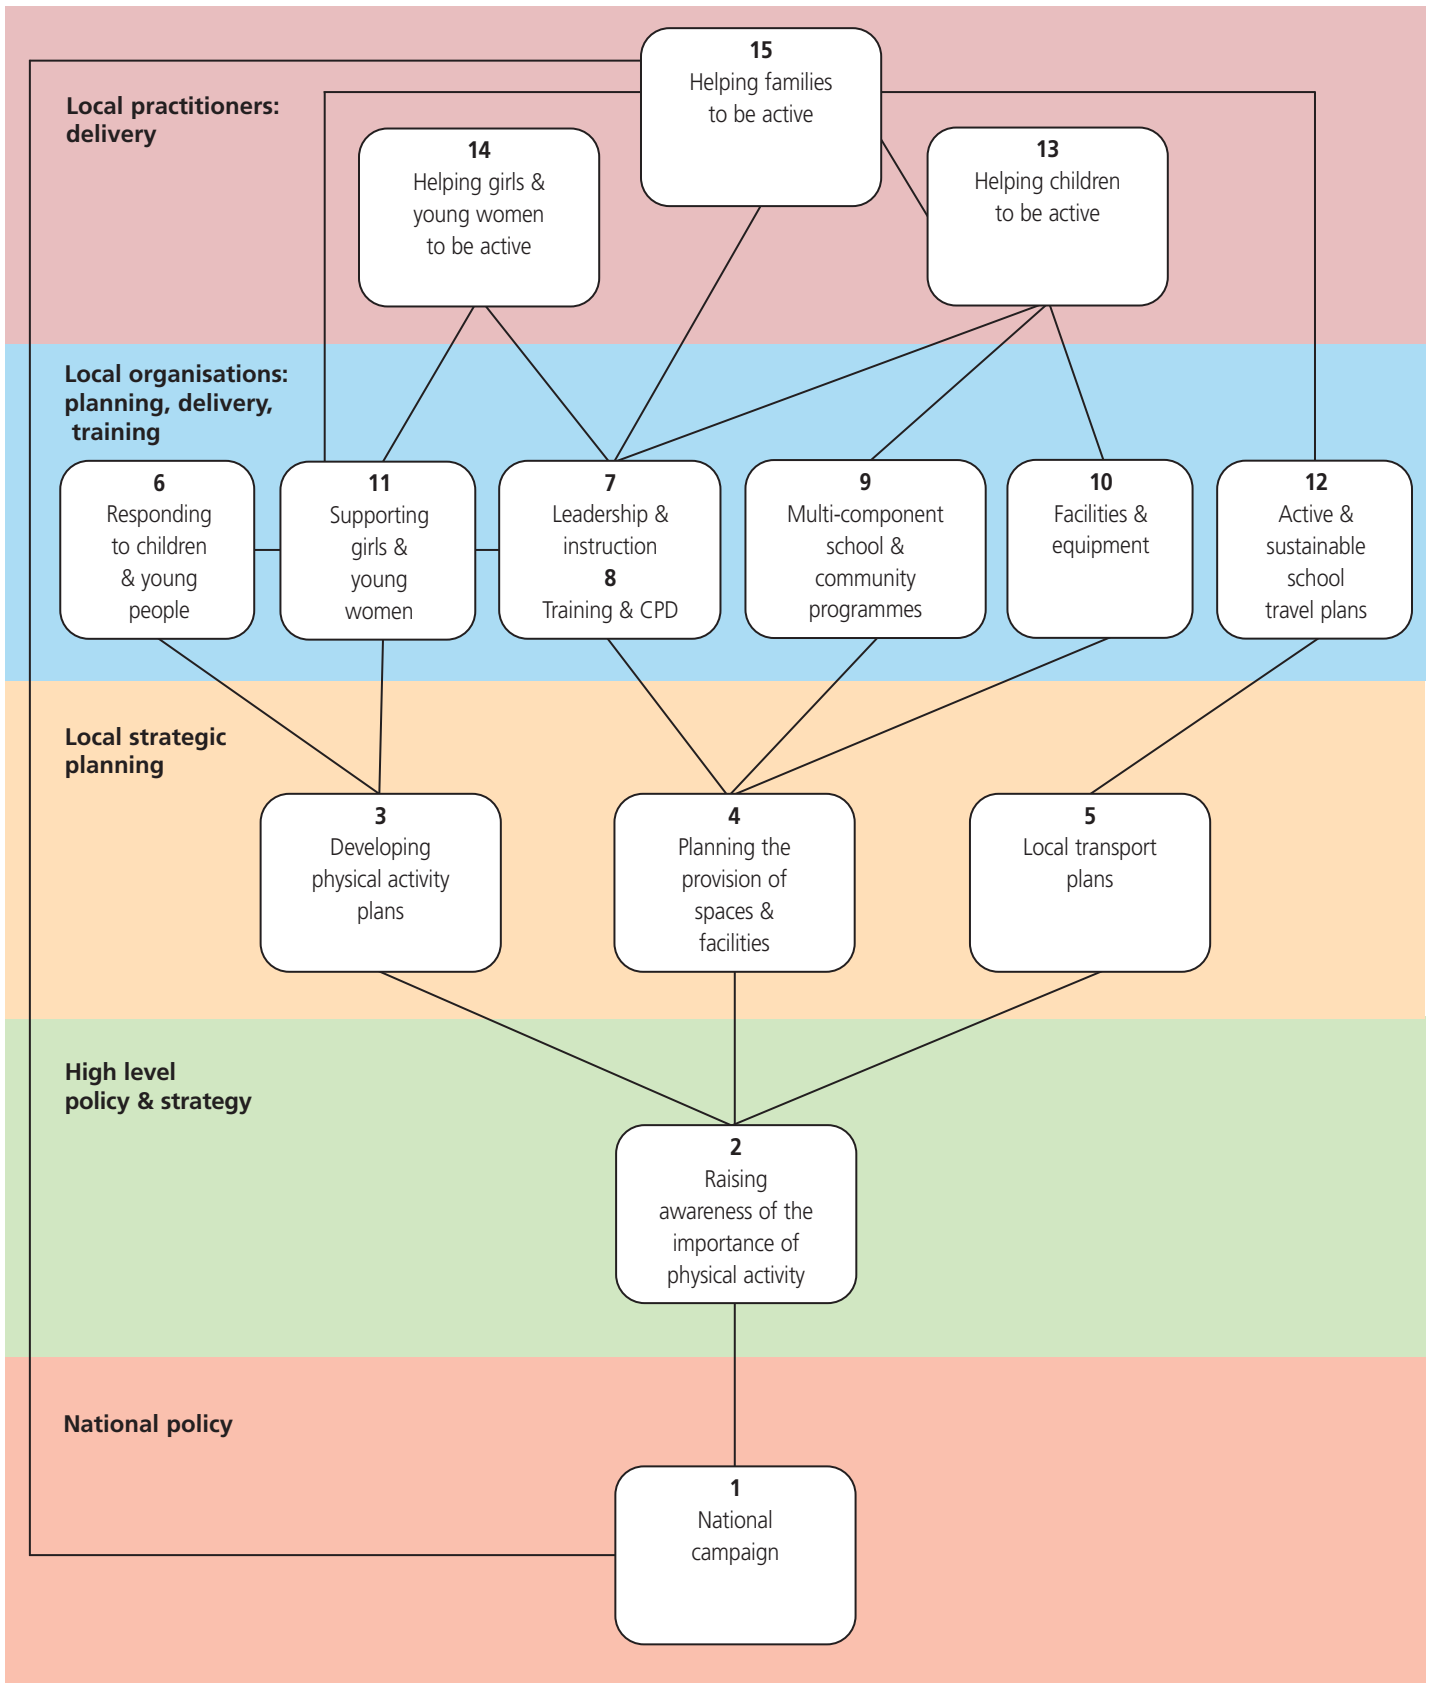 15
Helping families
to be active
Local practitioners:
delivery
14
Helping girls &
young women
to be active
13
Helping children
to be active
Local organisations:
planning, delivery,
training
6
Responding
to children
& young
people
11
Supporting
girls &
young
women
7
Leadership &
instruction
8
Training & CPD
9
Multi-component
school &
community
programmes
10
Facilities &
equipment
12
Active &
sustainable
school
travel plans
Local strategic
planning
3
Developing
physical activity
plans
4
Planning the
provision of
spaces &
facilities
5
Local transport
plans
High level
policy & strategy
2
Raising
awareness of the
importance of
physical activity
National policy
1
National
campaign